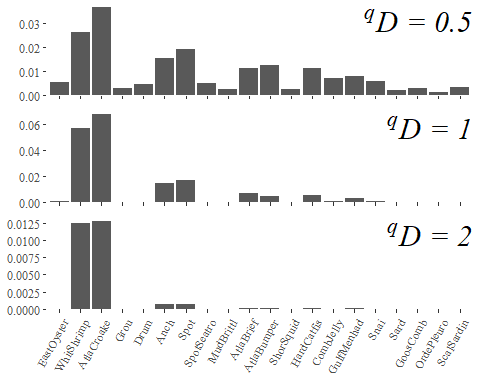 qD = 0.5
0.03
0.02
0.01
0.00
qD = 1
0.06
0.04
0.02
0.00
qD = 2
0.0125
0.0100
0.0075
0.0050
0.0025
0.0000
EastOyster
WhitShrimp
AtlaCroake
Grou
Drum
Anch
Spot
SpotSeatro
MudBrittl
AtlaBrief
AtlaBumper
ShorSquid
HardCatfis
CombJelly
GulfMenhad
Snai
Sard
GoosComb
OrdePleuro
ScalSardin